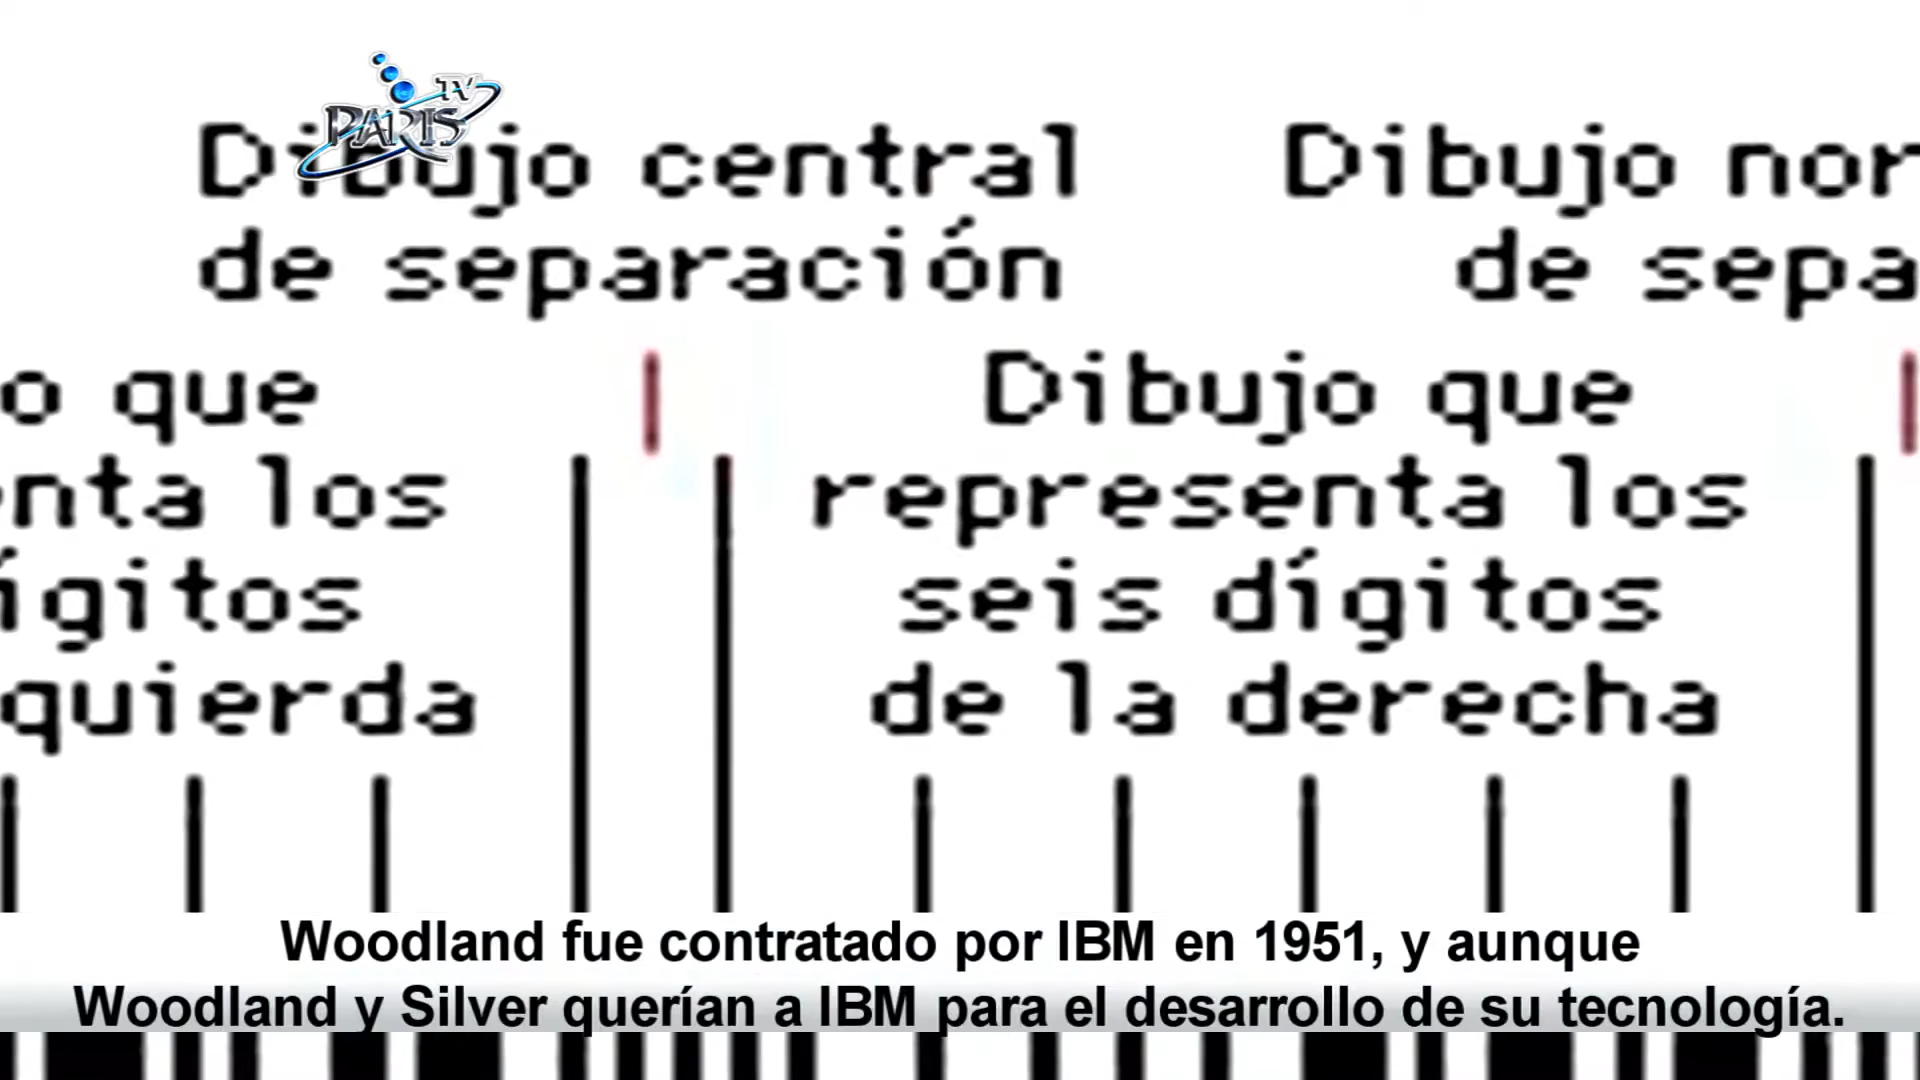 PARIS TV
Dibujo central
de separación
Dibujo nor
de sepa
o que
nta los
ígitos
quierda
Dibujo que
representa los
seis dígitos
de la derecha
Woodland fue contratado por IBM en 1951, y aunque
Woodland y Silver querían a IBM para el desarrollo de su tecnología.